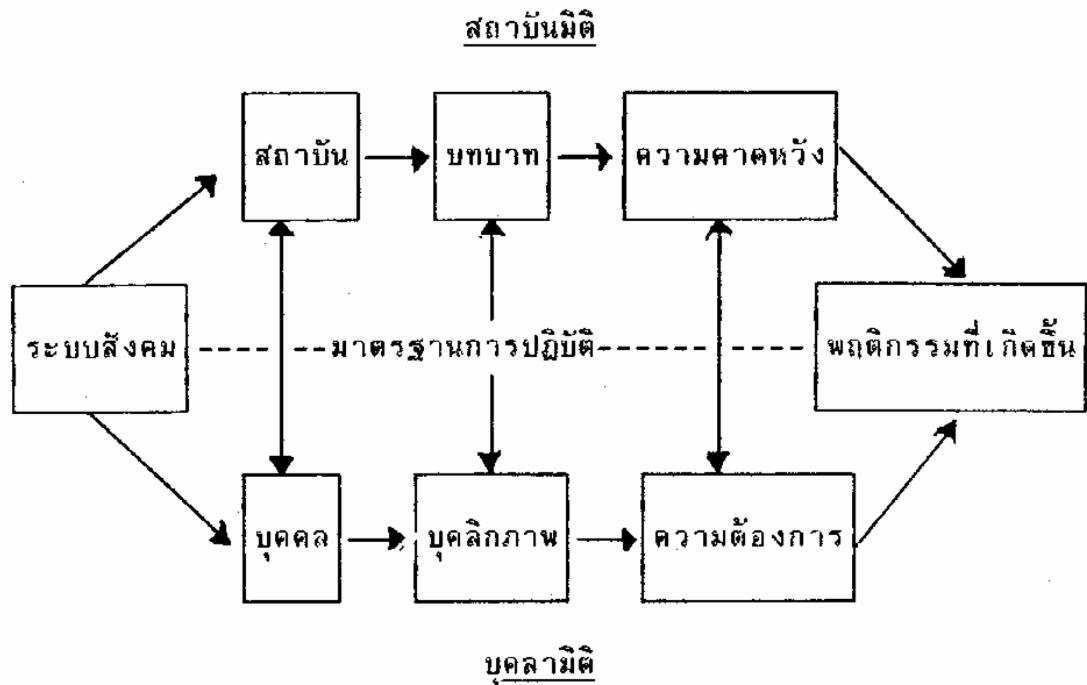 สถาบันมิติ
สถาบัน
บทบาท
ความคาดหวัง
ระบบสังคม
มาตรฐานการปฏิบัติ
พฤติกรรมที่เกิดขึ้น
บุคคล
บุคลิกภาพ
ความต้องการ
บุคลามิติ